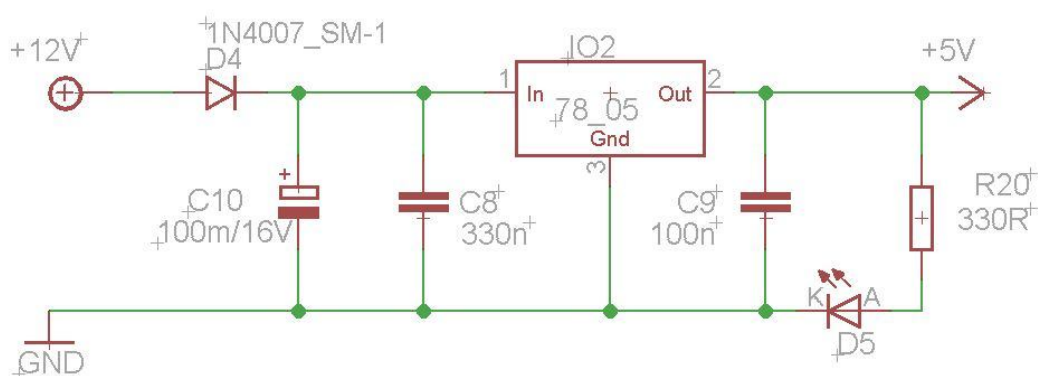 1N4007_SM-1
+12V
D4
IO2
+5V
1
In
78_05
Out
2
Gnd
3
C10
100m/16V
C8
330n
C9
100n
R20
330R
K
A
D5
GND
+